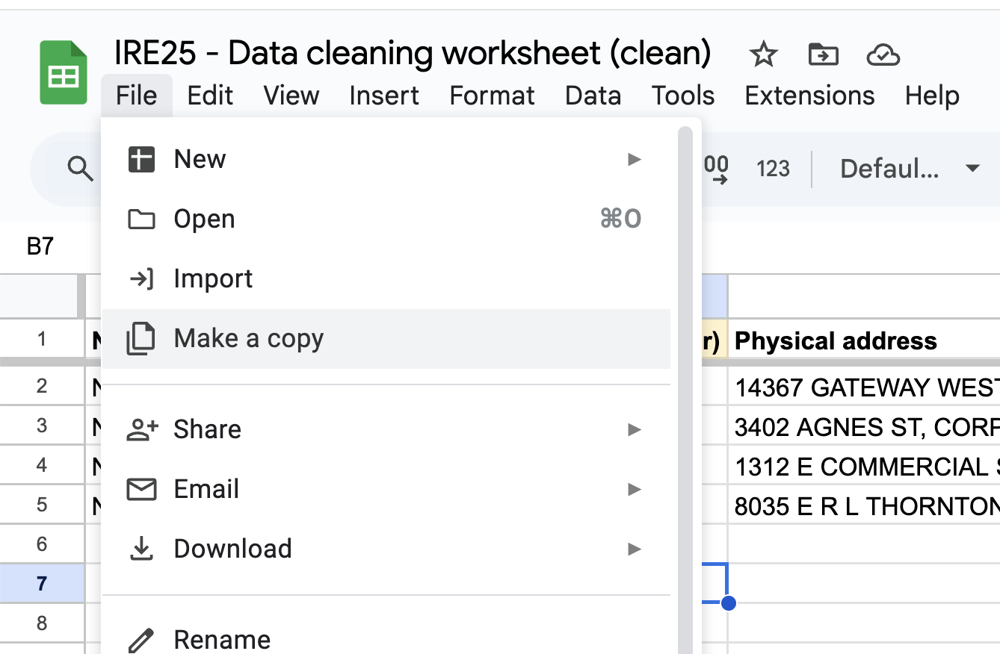 IRE25 - Data cleaning worksheet (clean)
File Edit View Insert Format Data Tools Extensions Help
New
00 123 Defaul...
Open ⌘O
B7
Import
Make a copy
1 r) Physical address
2 14367 GATEWAY WEST
3 3402 AGNES ST, CORP
4 1312 E COMMERCIAL
5 8035 E R L THORNTON
Share
Email
6
Download
7
8
Rename